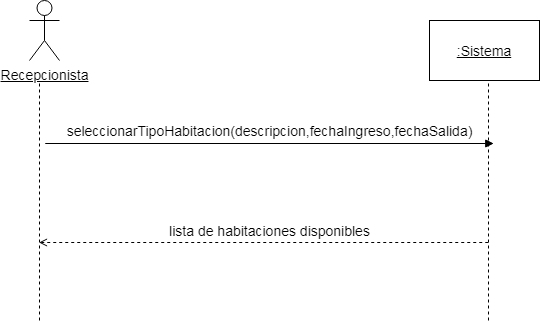 Recepcionista
:Sistema
seleccionarTipoHabitacion(descripcion,fechaIngreso,fechaSalida)
lista de habitaciones disponibles